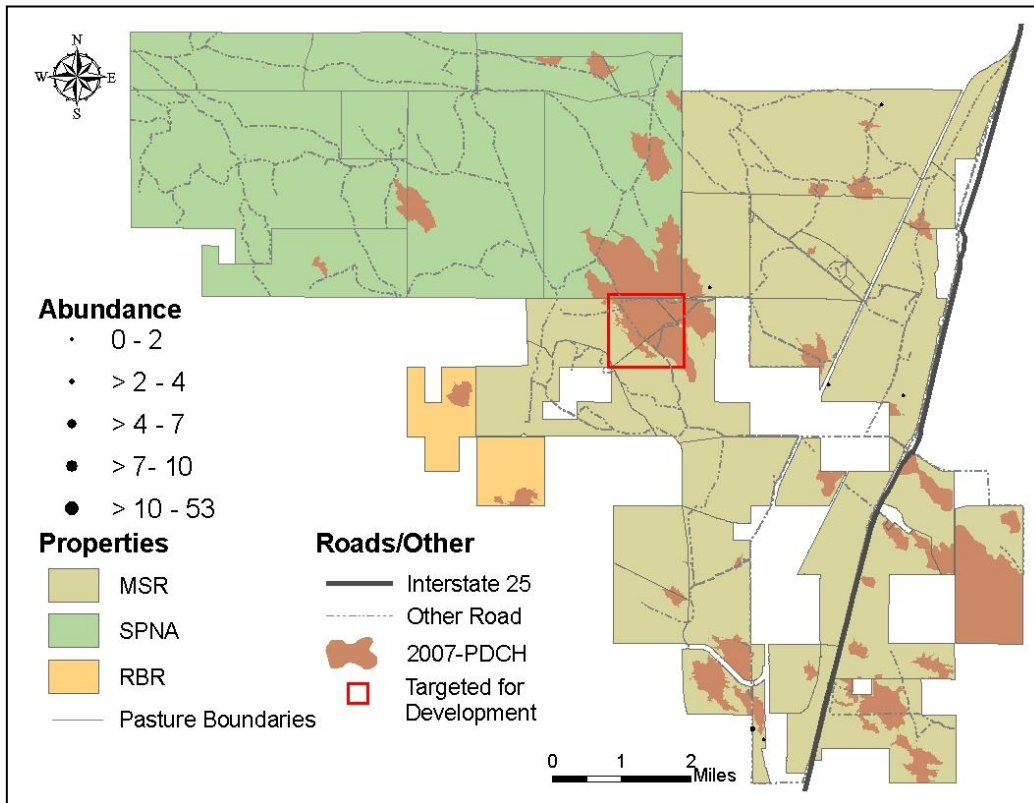 N
W E
S
Abundance
0 - 2
> 2 - 4
> 4 - 7
> 7 - 10
> 10 - 53
Properties
MSR
SPNA
RBR
Pasture Boundaries
Roads/Other
Interstate 25
Other Road
2007-PDCH
Targeted for
Development
0 1 2
Miles